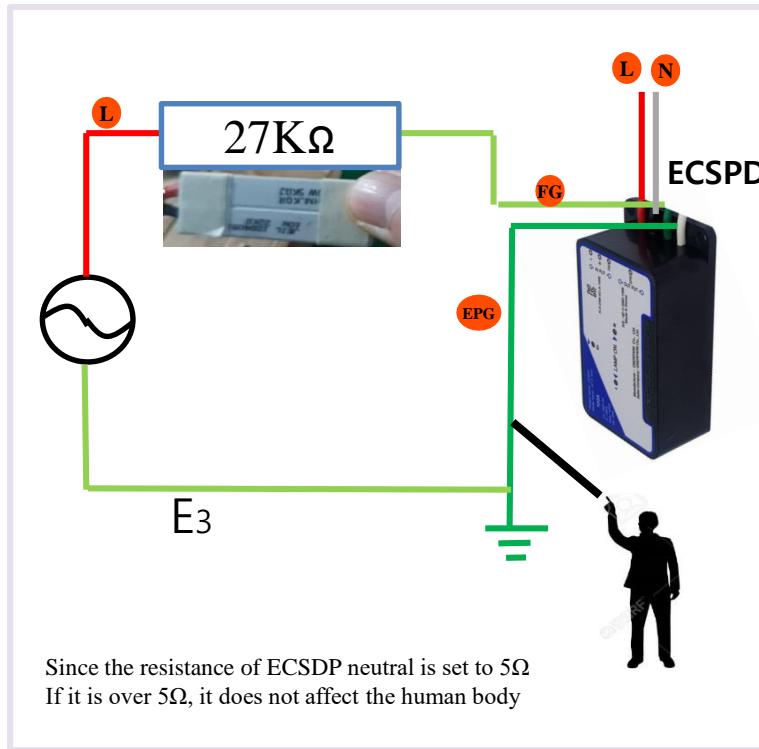 L N
L
27KΩ
ECSPD
FG
EPG
E3
Since the resistance of ECSDP neutral is set to 5Ω
If it is over 5Ω, it does not affect the human body